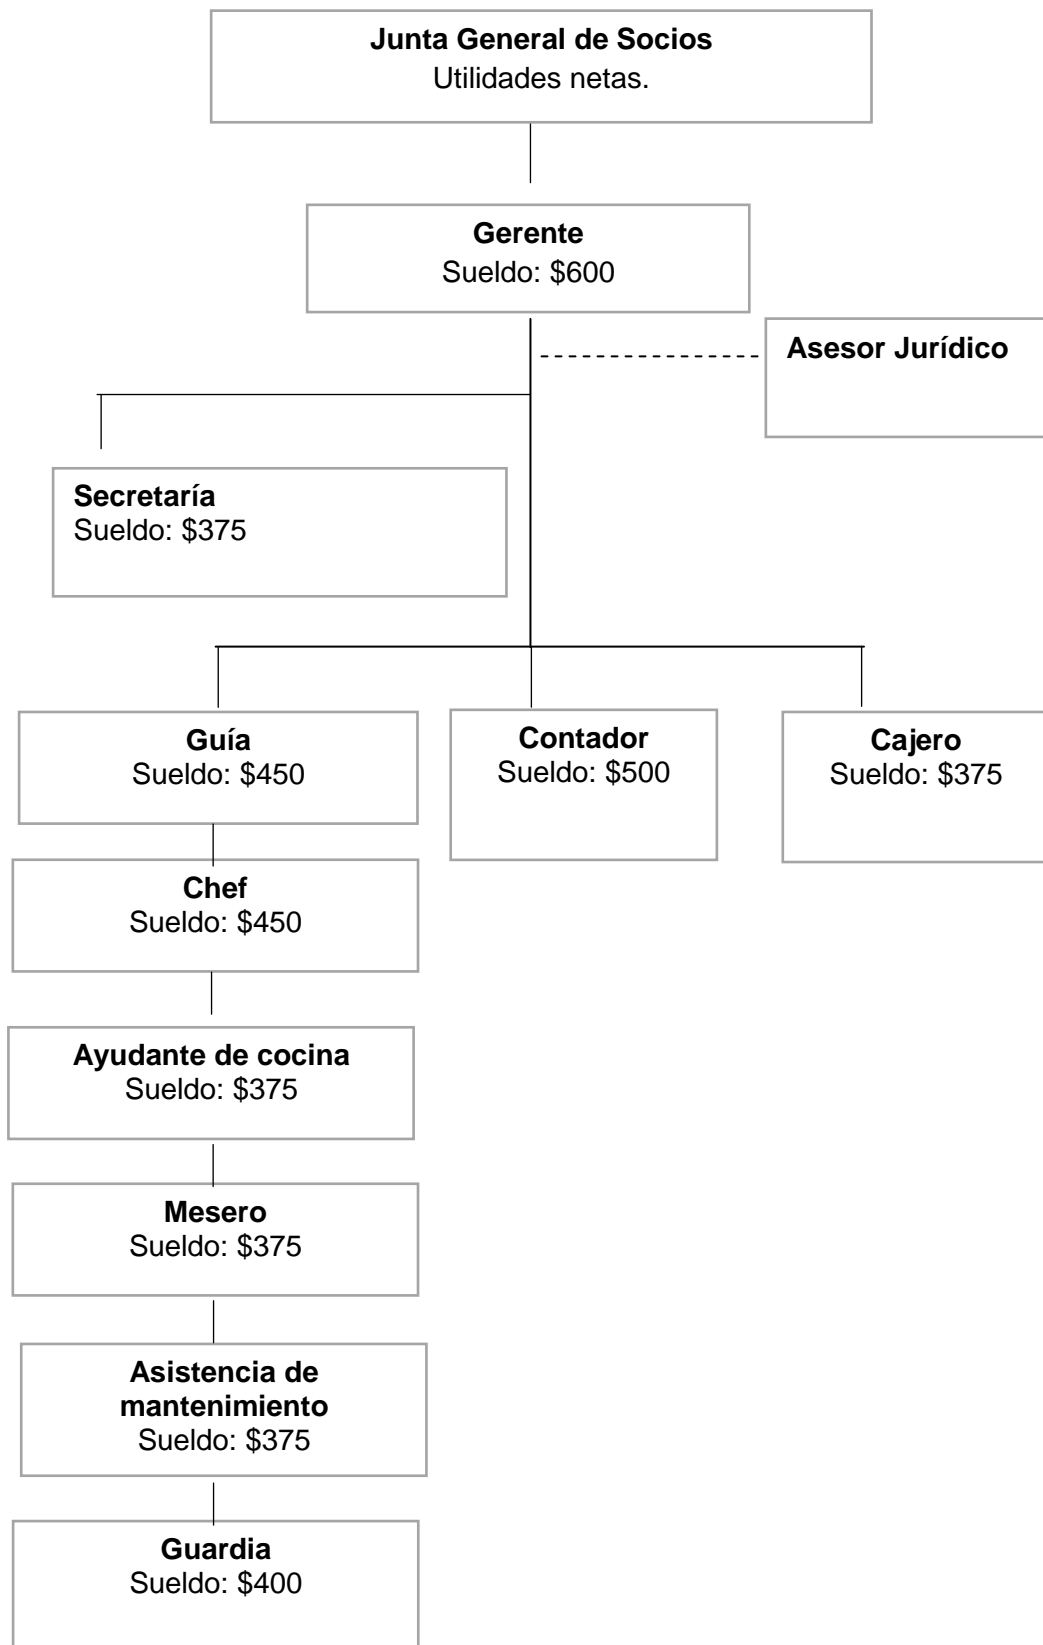 Junta General de Socios
Utilidades netas.
Gerente
Sueldo: $600
Asesor Jurídico
Secretaría
Sueldo: $375
Guía
Sueldo: $450
Contador
Sueldo: $500
Cajero
Sueldo: $375
Chef
Sueldo: $450
Ayudante de cocina
Sueldo: $375
Mesero
Sueldo: $375
Asistencia de
mantenimiento
Sueldo: $375
Guardia
Sueldo: $400